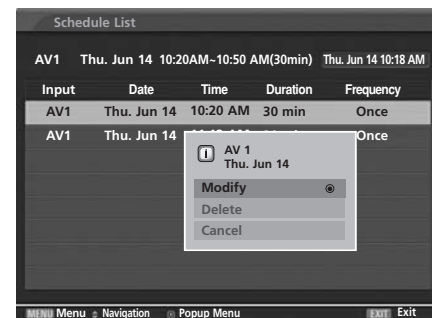 Schedule List
AV1 Thu. Jun 14 10:20AM~10:50 AM(30min) Thu. Jun 14 10:18 AM
Input Date Time Duration Frequency
AV1 Thu. Jun 14 10:20 AM 30 min Once
AV1 Thu. Jun 14 Once
AV 1
Thu. Jun 14
Modify
Delete
Cancel
MENU Menu Navigation Popup Menu EXIT Exit